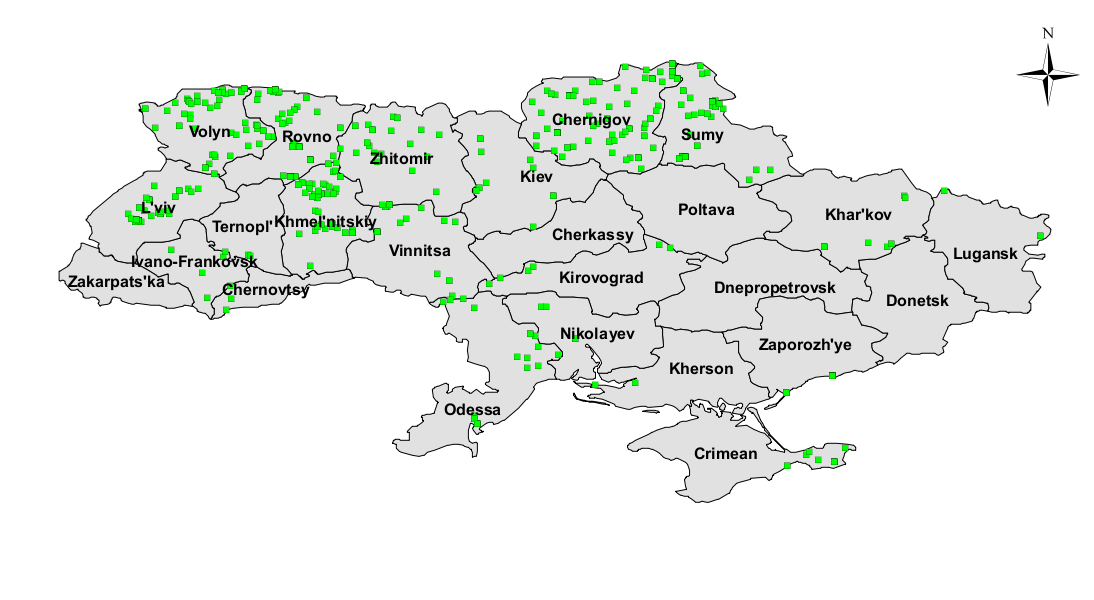 N
Chernigov
Volyn
Rovno
Sumy
Zhitomir
Kiev
L'viv
Poltava
Khar'kov
Ternopl'
Khmel'nitskiy
Cherkassy
Vinnitsa
Lugansk
Ivano-Frankovsk
Zakarpats'ka
Kirovograd
Chernovtsy
Dnepropetrovsk
Donetsk
Nikolayev
Zaporozh'ye
Kherson
Odessa
Crimean